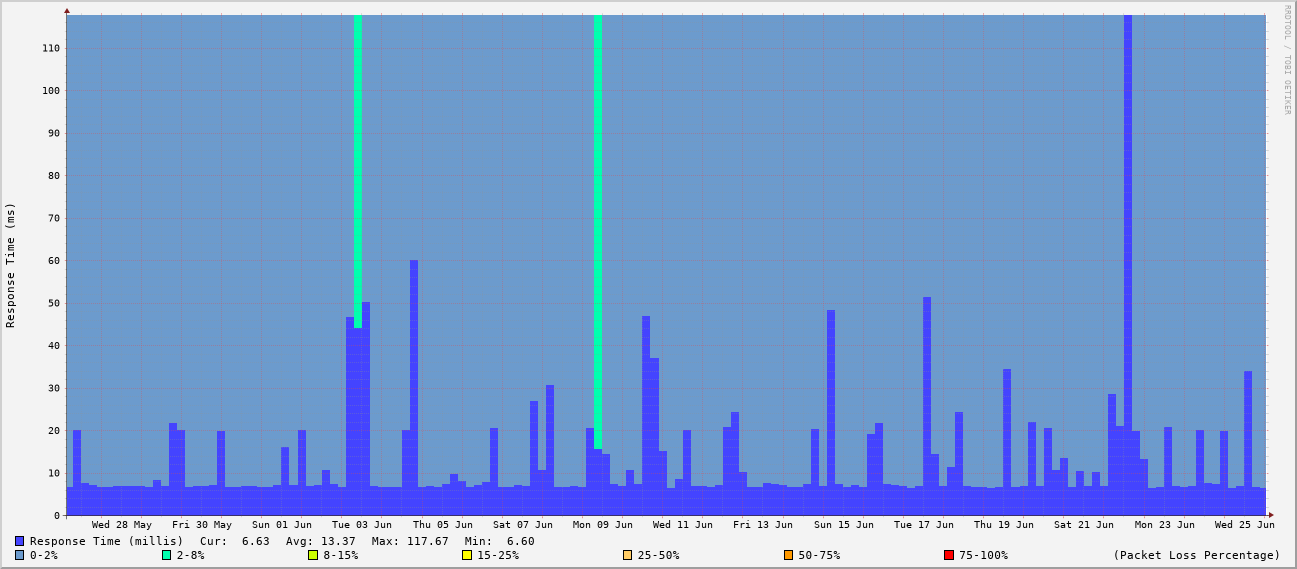 RRDTOOL / TOBI OETIKER
Response Time (ms)
110
100
90
80
70
60
50
40
30
20
10
0
Wed 28 May Fri 30 May Sun 01 Jun Tue 03 Jun Thu 05 Jun Sat 07 Jun Mon 09 Jun Wed 11 Jun Fri 13 Jun Sun 15 Jun Tue 17 Jun Thu 19 Jun Sat 21 Jun Mon 23 Jun Wed 25 Jun
Response Time (millis) Cur: 6.63 Avg: 13.37 Max: 117.67 Min: 6.60
0-2% 2-8% 8-15% 15-25% 25-50% 50-75% 75-100% (Packet Loss Percentage)